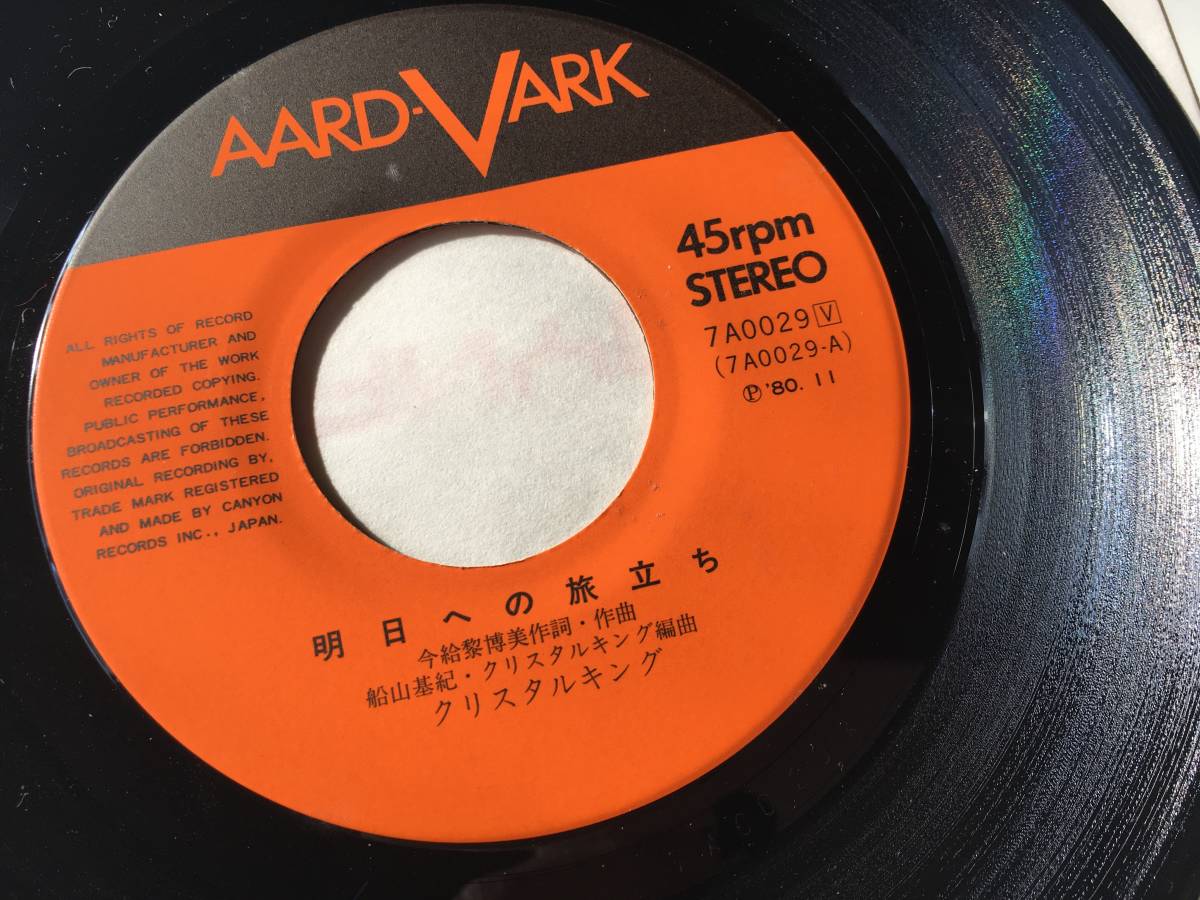 AARD-VARK
45rpm
STEREO
7A0029 V
(7A0029-A)
Ⓟ '80. 11
ALL RIGHTS OF RECORD
MANUFACTURER AND
OWNER OF THE WORK
RECORDED COPYING.
PUBLIC PERFORMANCE,
BROADCASTING OF THESE
RECORDS ARE FORBIDDEN.
ORIGINAL RECORDING BY,
TRADE MARK REGISTERED
AND MADE BY CANYON
RECORDS INC., JAPAN.
明日への旅立ち
今給黎博美作詞・作曲
船山基紀・クリスタルキング編曲
クリスタルキング